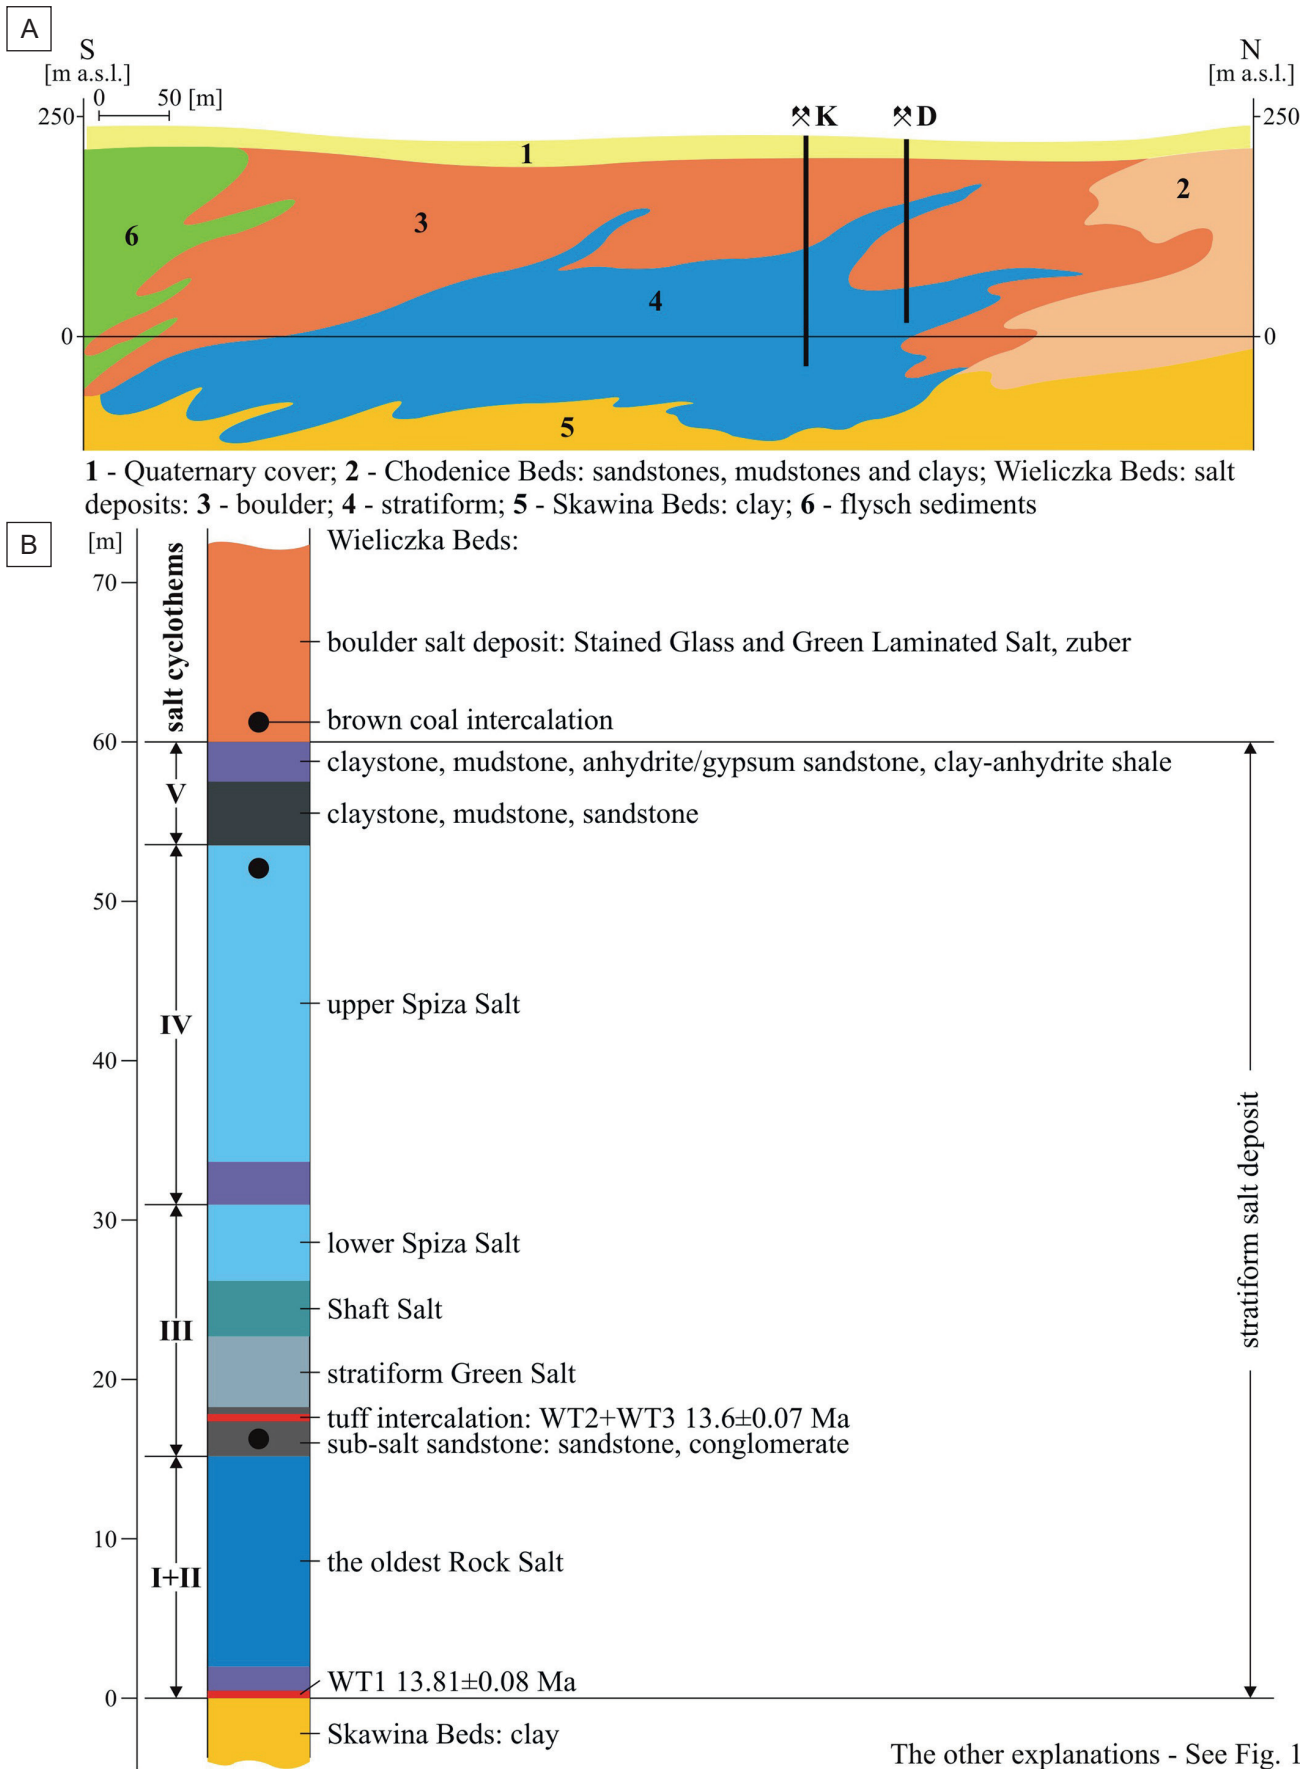 A
S
[m a.s.l.]
N
[m a.s.l.]
0 50 [m]
250
250
K
D
1
2
3
6
4
0
0
5
1 - Quaternary cover; 2 - Chodenice Beds: sandstones, mudstones and clays; Wieliczka Beds: salt
deposits: 3 - boulder; 4 - stratiform; 5 - Skawina Beds: clay; 6 - flysch sediments
B
[m]
Wieliczka Beds:
salt cyclothems
70
boulder salt deposit: Stained Glass and Green Laminated Salt, zuber
brown coal intercalation
60
claystone, mudstone, anhydrite/gypsum sandstone, clay-anhydrite shale
V
claystone, mudstone, sandstone
50
upper Spiza Salt
IV
40
stratiform salt deposit
30
lower Spiza Salt
Shaft Salt
III
stratiform Green Salt
20
tuff intercalation: WT2+WT3 13.6±0.07 Ma
sub-salt sandstone: sandstone, conglomerate
10
the oldest Rock Salt
I+II
WT1 13.81±0.08 Ma
0
Skawina Beds: clay
The other explanations - See Fig. 1